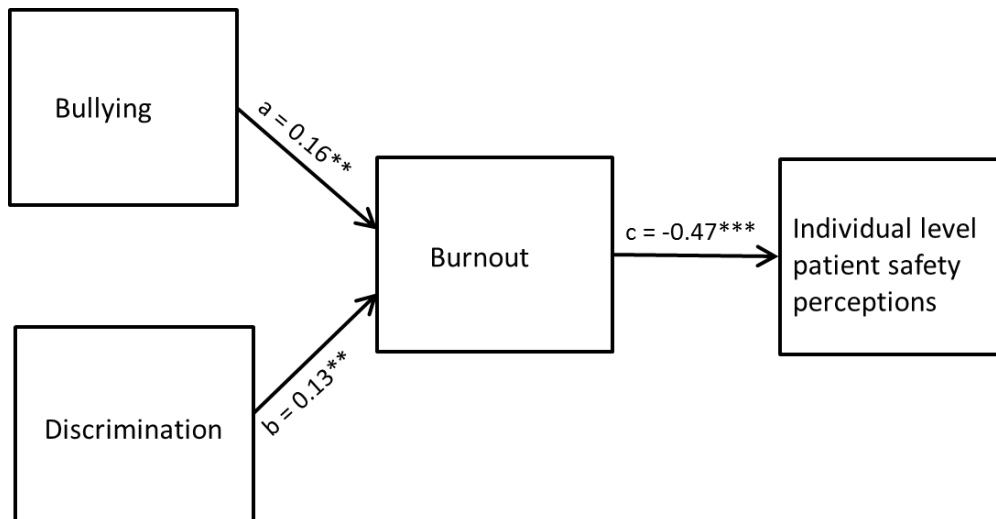 Bullying
a = 0.16**
Burnout
c = -0.47***
Individual level
patient safety
perceptions
b = 0.13**
Discrimination